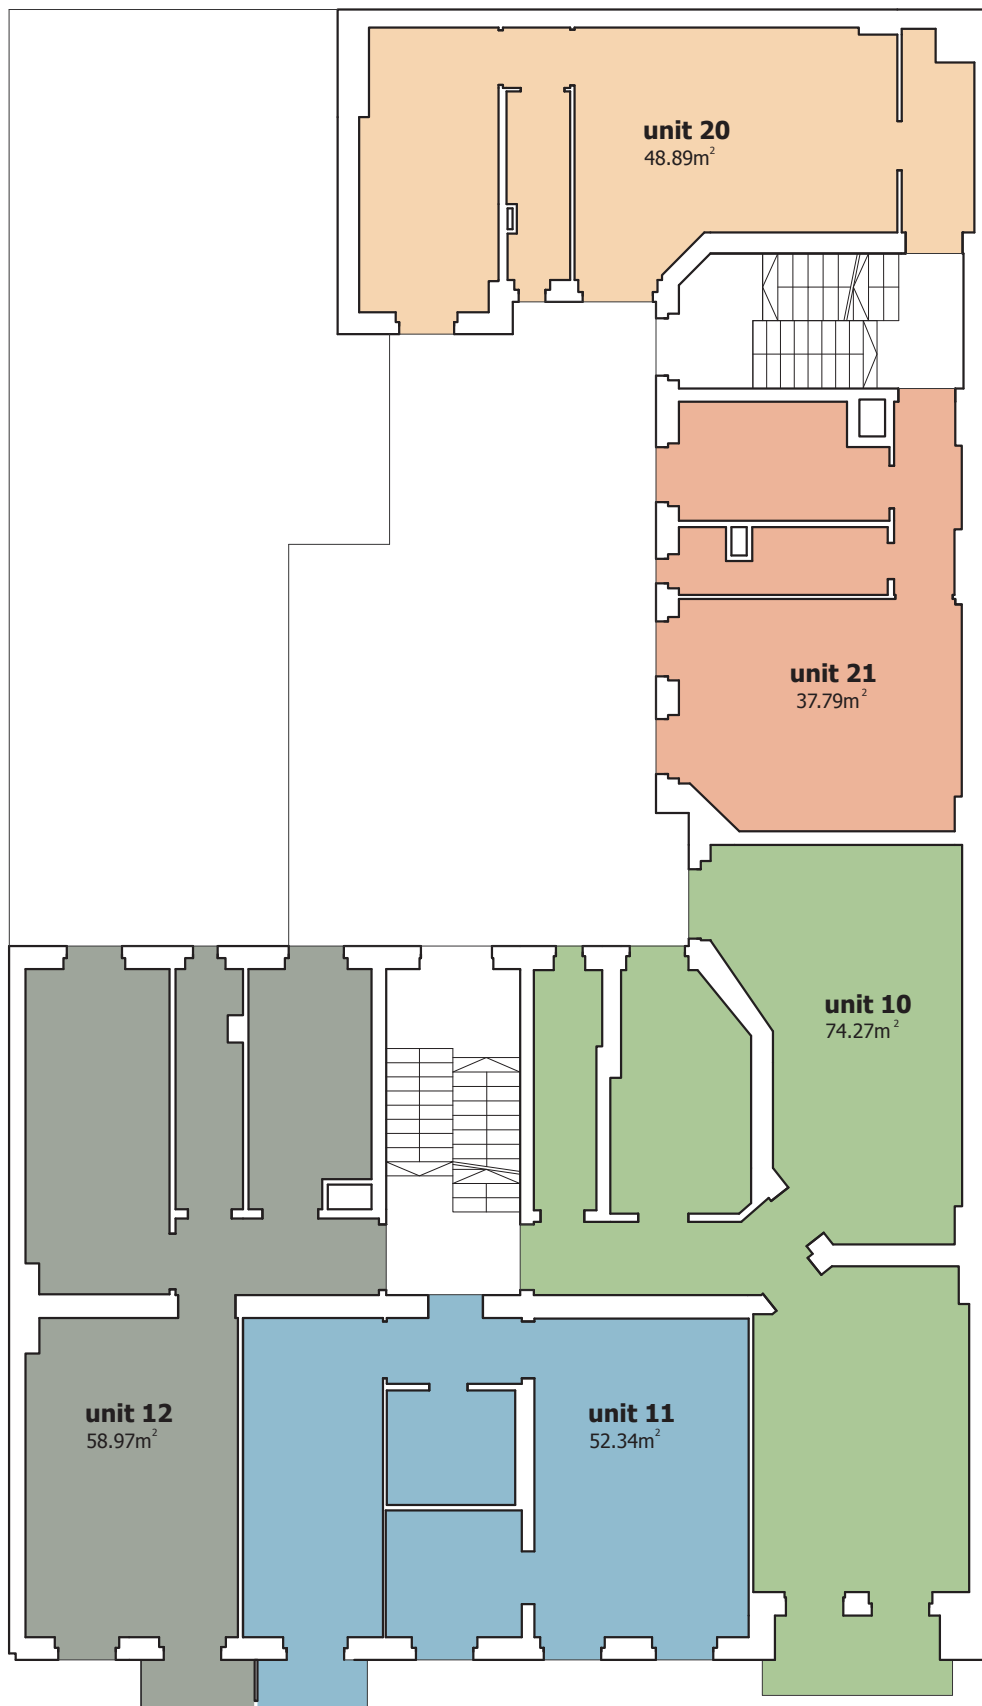 unit 20
48.89m²
unit 21
37.79m²
unit 10
74.27m²
unit 12
58.97m²
unit 11
52.34m²